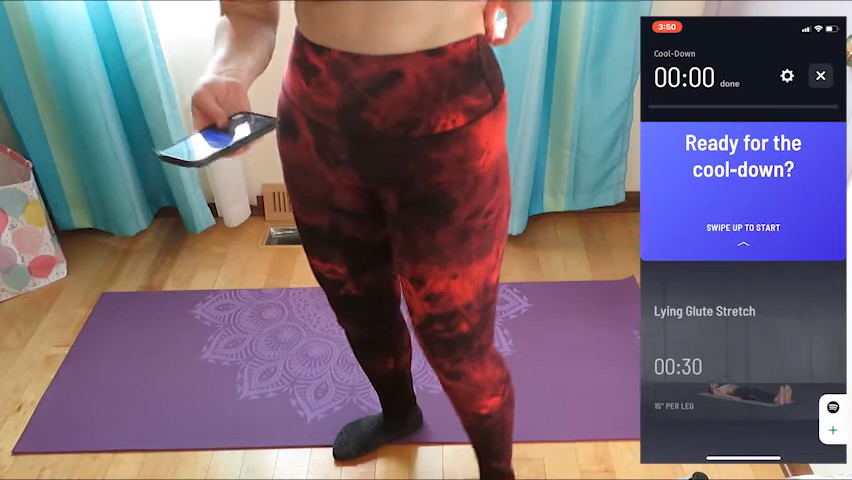 3:50
Cool-Down
00:00 done
Ready for the
cool-down?
SWIPE UP TO START
Lying Glute Stretch
00:30
15" PER LEG